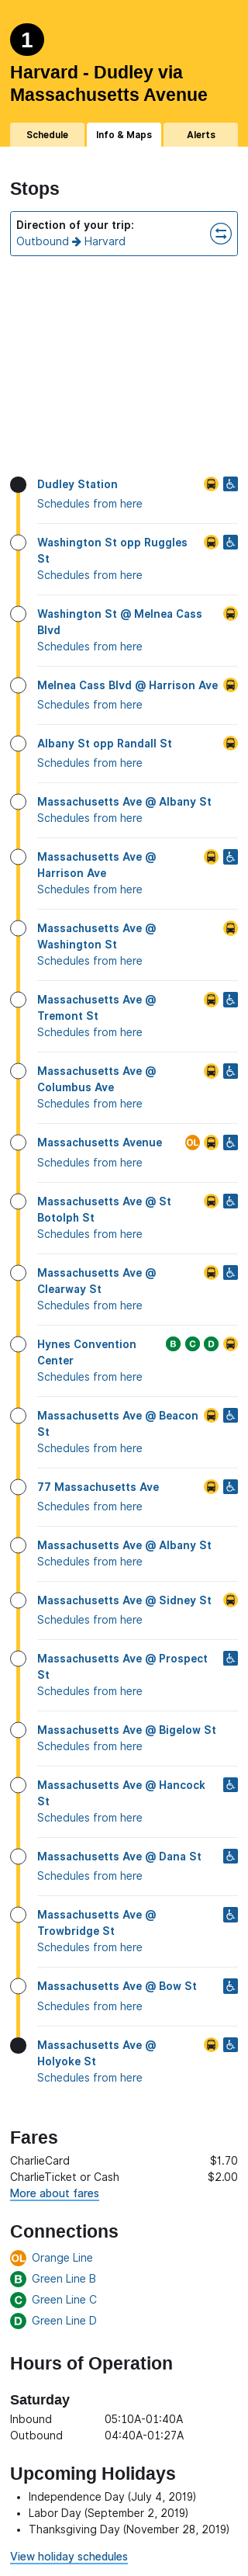 1
Harvard - Dudley via
Massachusetts Avenue
Schedule
Info & Maps
Alerts
Stops
Direction of your trip:
Outbound → Harvard
Dudley Station
Schedules from here
Washington St opp Ruggles
St
Schedules from here
Washington St @ Melnea Cass
Blvd
Schedules from here
Melnea Cass Blvd @ Harrison Ave
Schedules from here
Albany St opp Randall St
Schedules from here
Massachusetts Ave @ Albany St
Schedules from here
Massachusetts Ave @
Harrison Ave
Schedules from here
Massachusetts Ave @
Washington St
Schedules from here
Massachusetts Ave @
Tremont St
Schedules from here
Massachusetts Ave @
Columbus Ave
Schedules from here
Massachusetts Avenue OL
Schedules from here
Massachusetts Ave @ St
Botolph St
Schedules from here
Massachusetts Ave @
Clearway St
Schedules from here
Hynes Convention B C D
Center
Schedules from here
Massachusetts Ave @ Beacon
St
Schedules from here
77 Massachusetts Ave
Schedules from here
Massachusetts Ave @ Albany St
Schedules from here
Massachusetts Ave @ Sidney St
Schedules from here
Massachusetts Ave @ Prospect
St
Schedules from here
Massachusetts Ave @ Bigelow St
Schedules from here
Massachusetts Ave @ Hancock
St
Schedules from here
Massachusetts Ave @ Dana St
Schedules from here
Massachusetts Ave @
Trowbridge St
Schedules from here
Massachusetts Ave @ Bow St
Schedules from here
Massachusetts Ave @
Holyoke St
Schedules from here
Fares
CharlieCard $1.70
CharlieTicket or Cash $2.00
More about fares
Connections
OL Orange Line
B Green Line B
C Green Line C
D Green Line D
Hours of Operation
Saturday
Inbound 05:10A-01:40A
Outbound 04:40A-01:27A
Upcoming Holidays
• Independence Day (July 4, 2019)
• Labor Day (September 2, 2019)
• Thanksgiving Day (November 28, 2019)
View holiday schedules